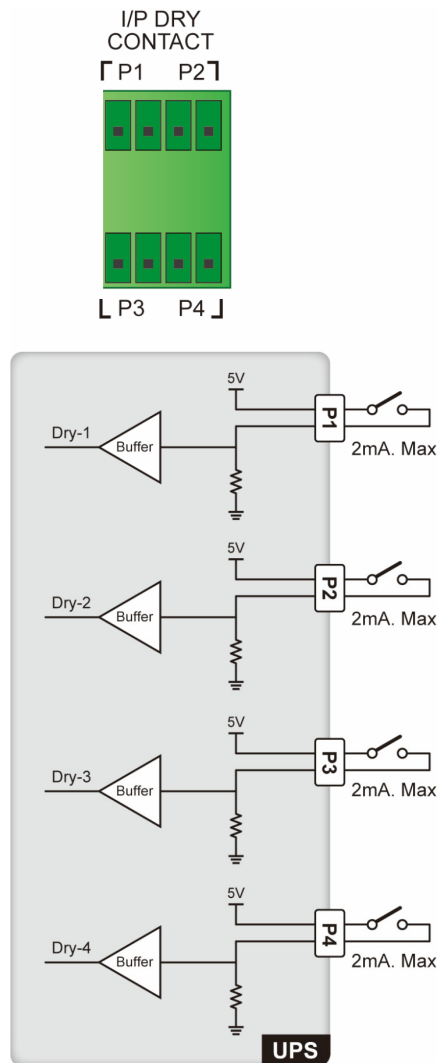 I/P DRY
CONTACT
P1 P2
P3 P4
5V
P1
Dry-1
Buffer
2mA. Max
5V
P2
Dry-2
Buffer
2mA. Max
5V
P3
Dry-3
Buffer
2mA. Max
5V
P4
Dry-4
Buffer
2mA. Max
UPS